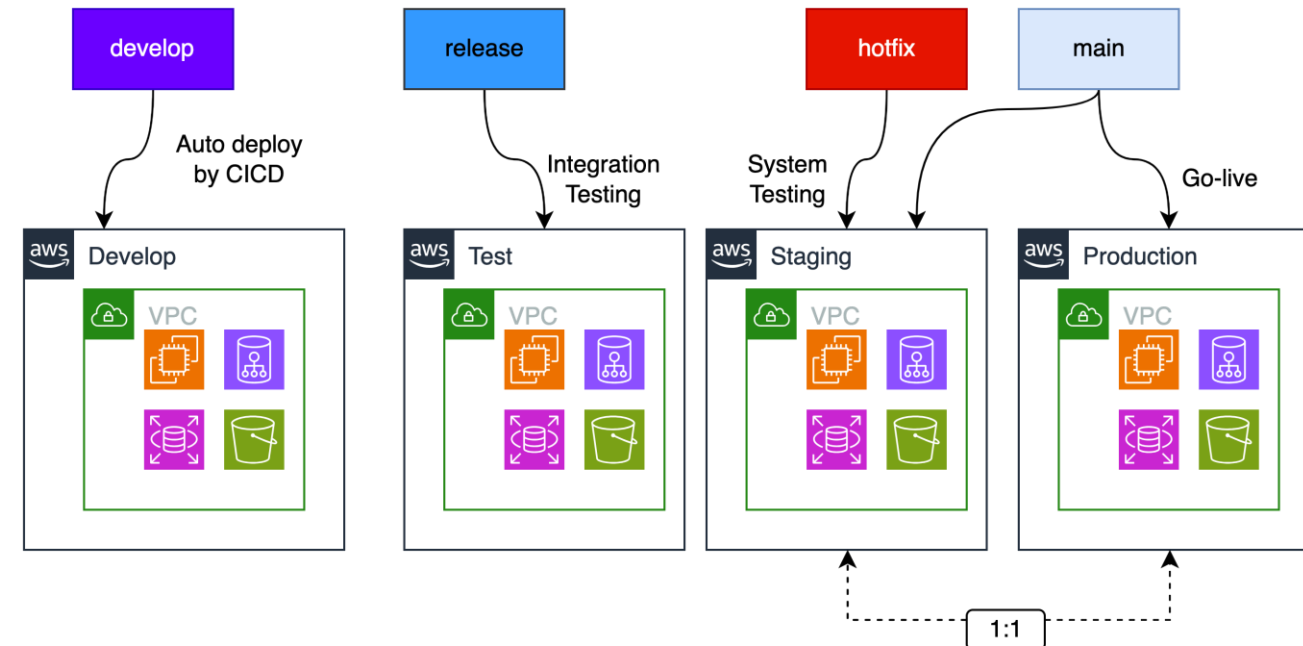 develop
release
hotfix
main
Auto deploy
by CICD
Integration
Testing
System
Testing
Go-live
aws
Develop
aws
Test
aws
Staging
aws
Production
VPC
VPC
VPC
VPC
1:1